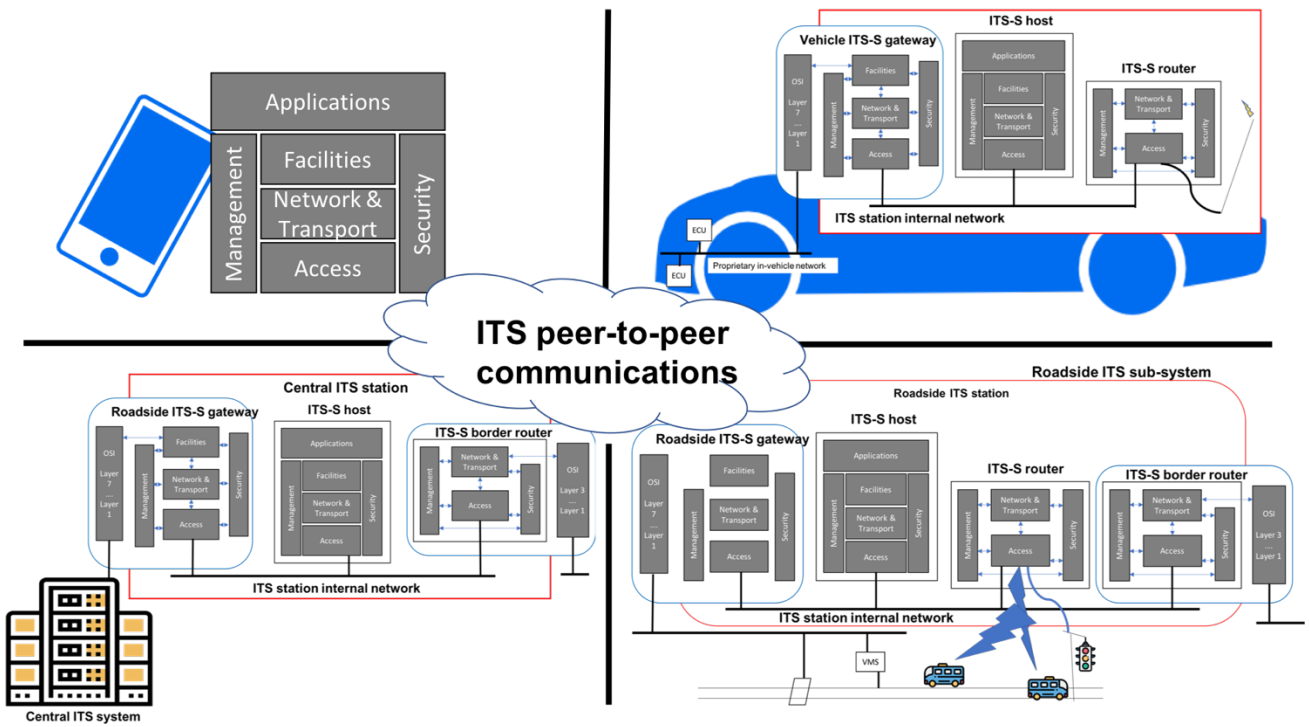 Applications
Management
Facilities
Network &
Transport
Access
Security
ITS-S host
Vehicle ITS-S gateway
ITS-S router
OSI
Layer
7
....
Layer
1
Management
Facilities
Network &
Transport
Access
Security
Applications
Management
Facilities
Network &
Transport
Access
Security
Management
Network &
Transport
Access
Security
ITS station internal network
ECU
ECU
Proprietary in-vehicle network
ITS peer-to-peer
communications
Central ITS station
Roadside ITS-S gateway
ITS-S host
ITS-S border router
OSI
Layer
7
....
Layer
1
Management
Facilities
Network &
Transport
Access
Security
Applications
Management
Facilities
Network &
Transport
Access
Security
Management
Network &
Transport
Access
Security
OSI
Layer 3
....
Layer 1
ITS station internal network
Central ITS system
Roadside ITS sub-system
Roadside ITS station
Roadside ITS-S gateway
ITS-S host
ITS-S router
ITS-S border router
OSI
Layer
7
....
Layer
1
Management
Facilities
Network &
Transport
Access
Security
Applications
Management
Facilities
Network &
Transport
Access
Security
Management
Network &
Transport
Access
Security
Management
Network &
Transport
Access
Security
OSI
Layer 3
....
Layer 1
ITS station internal network
VMS